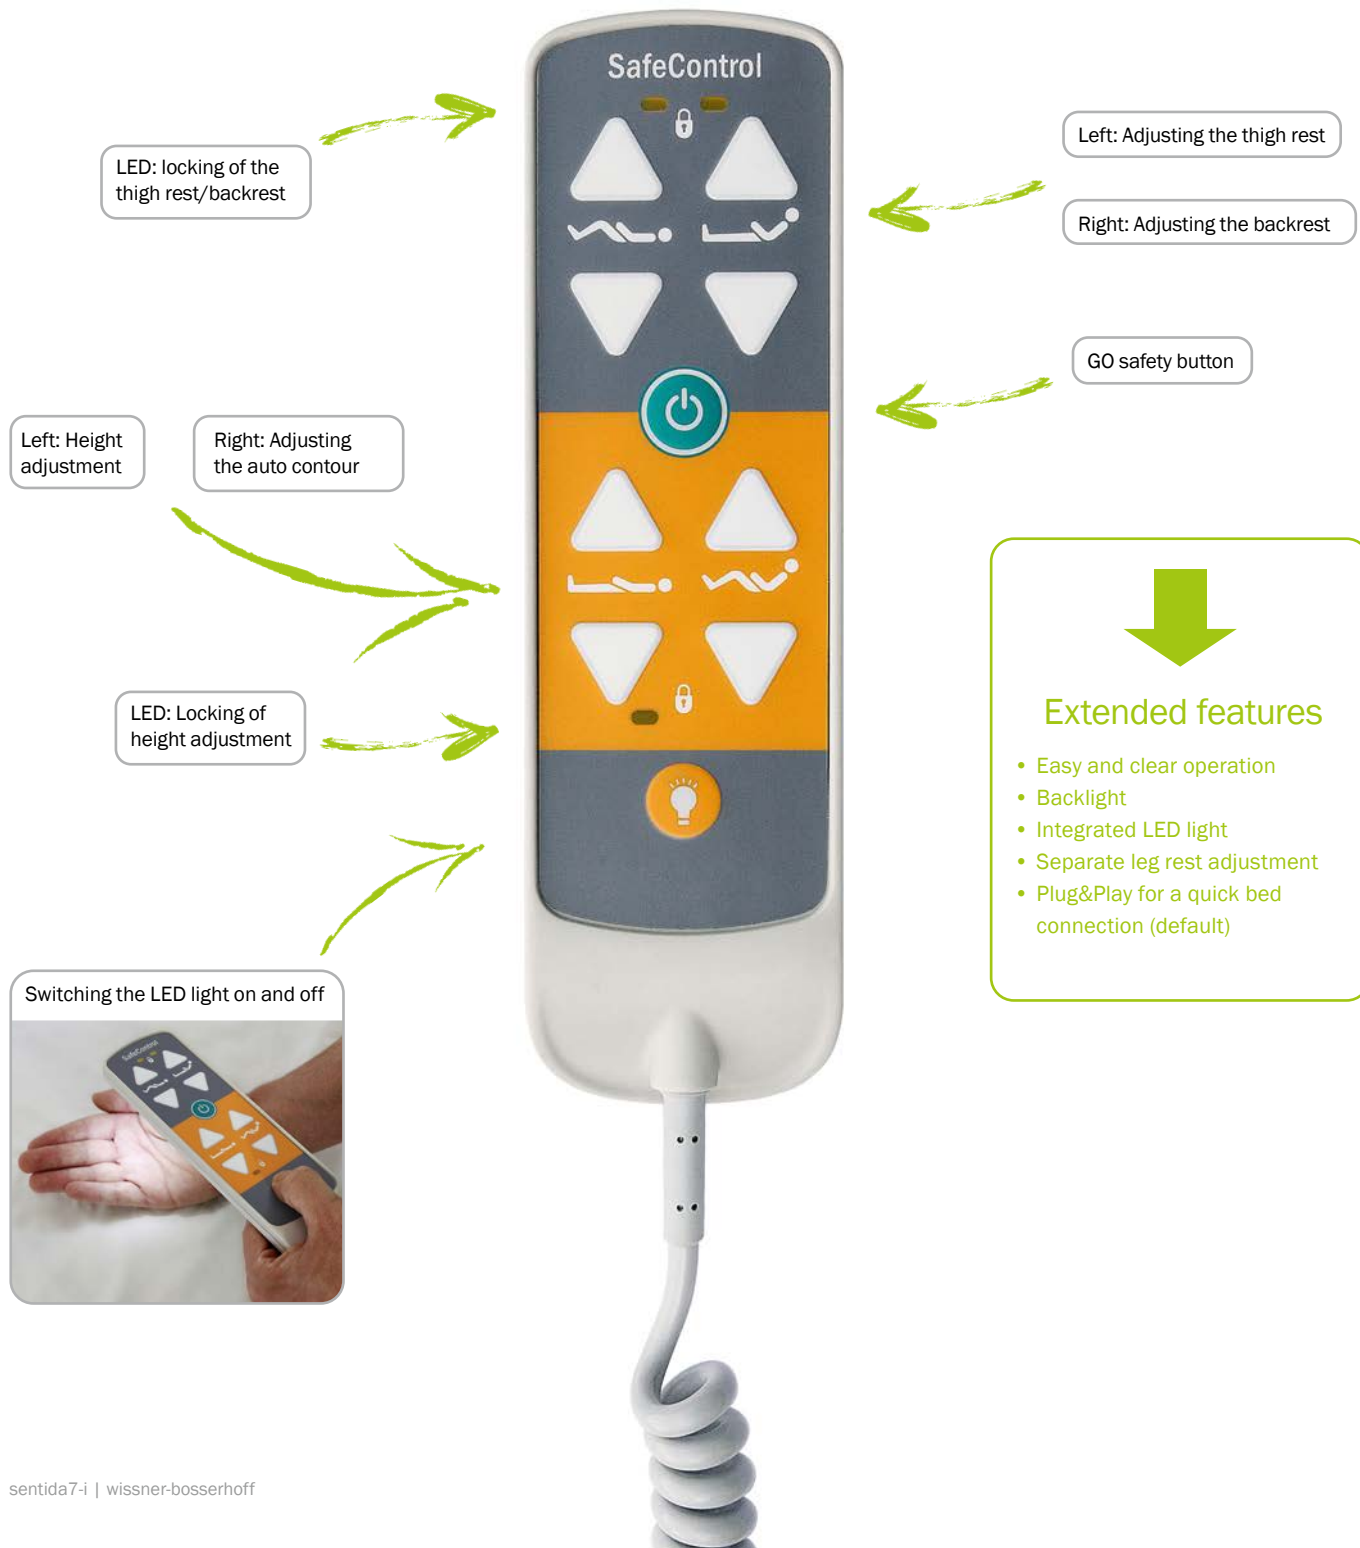 SafeControl
LED: locking of the
thigh rest/backrest
Left: Adjusting the thigh rest
Right: Adjusting the backrest
GO safety button
Left: Height
adjustment
Right: Adjusting
the auto contour
LED: Locking of
height adjustment
Extended features
• Easy and clear operation
• Backlight
• Integrated LED light
• Separate leg rest adjustment
• Plug&Play for a quick bed
connection (default)
Switching the LED light on and off
SafeControl
sentida7-i | wissner-bosserhoff